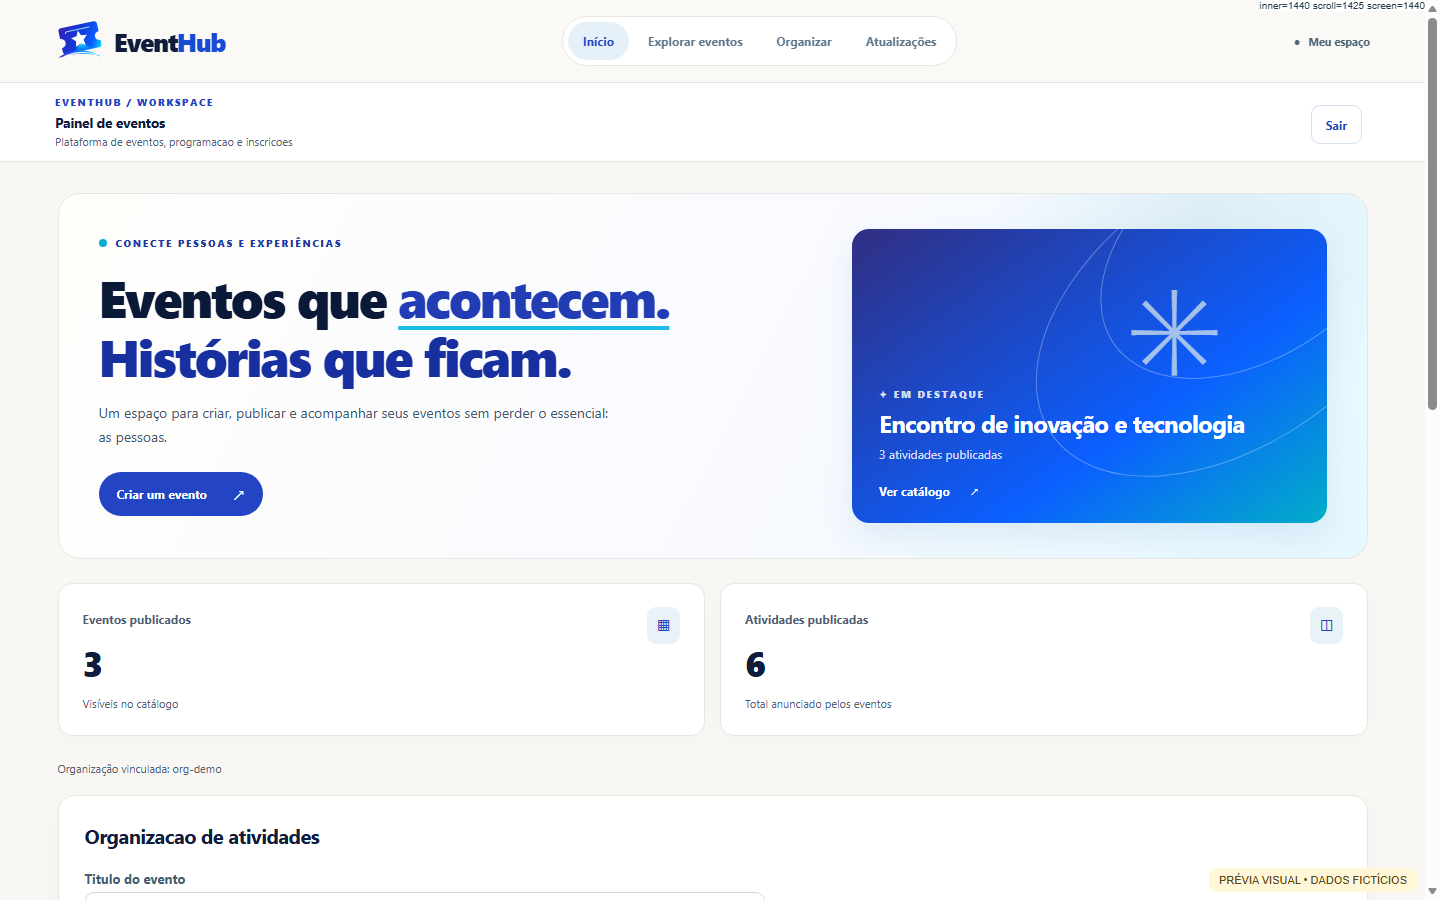 inner=1440 scroll=1425 screen=1440
EventHub
Início
Explorar eventos
Organizar
Atualizações
Meu espaço
EVENTHUB / WORKSPACE
Painel de eventos
Plataforma de eventos, programacao e inscricoes
Sair
CONECTE PESSOAS E EXPERIÊNCIAS
Eventos que acontecem.
Histórias que ficam.
Um espaço para criar, publicar e acompanhar seus eventos sem perder o essencial:
as pessoas.
Criar um evento ↗
✦ EM DESTAQUE
Encontro de inovação e tecnologia
3 atividades publicadas
Ver catálogo ↗
Eventos publicados
3
Visíveis no catálogo
Atividades publicadas
6
Total anunciado pelos eventos
Organização vinculada: org-demo
Organizacao de atividades
Titulo do evento
PRÉVIA VISUAL • DADOS FICTÍCIOS